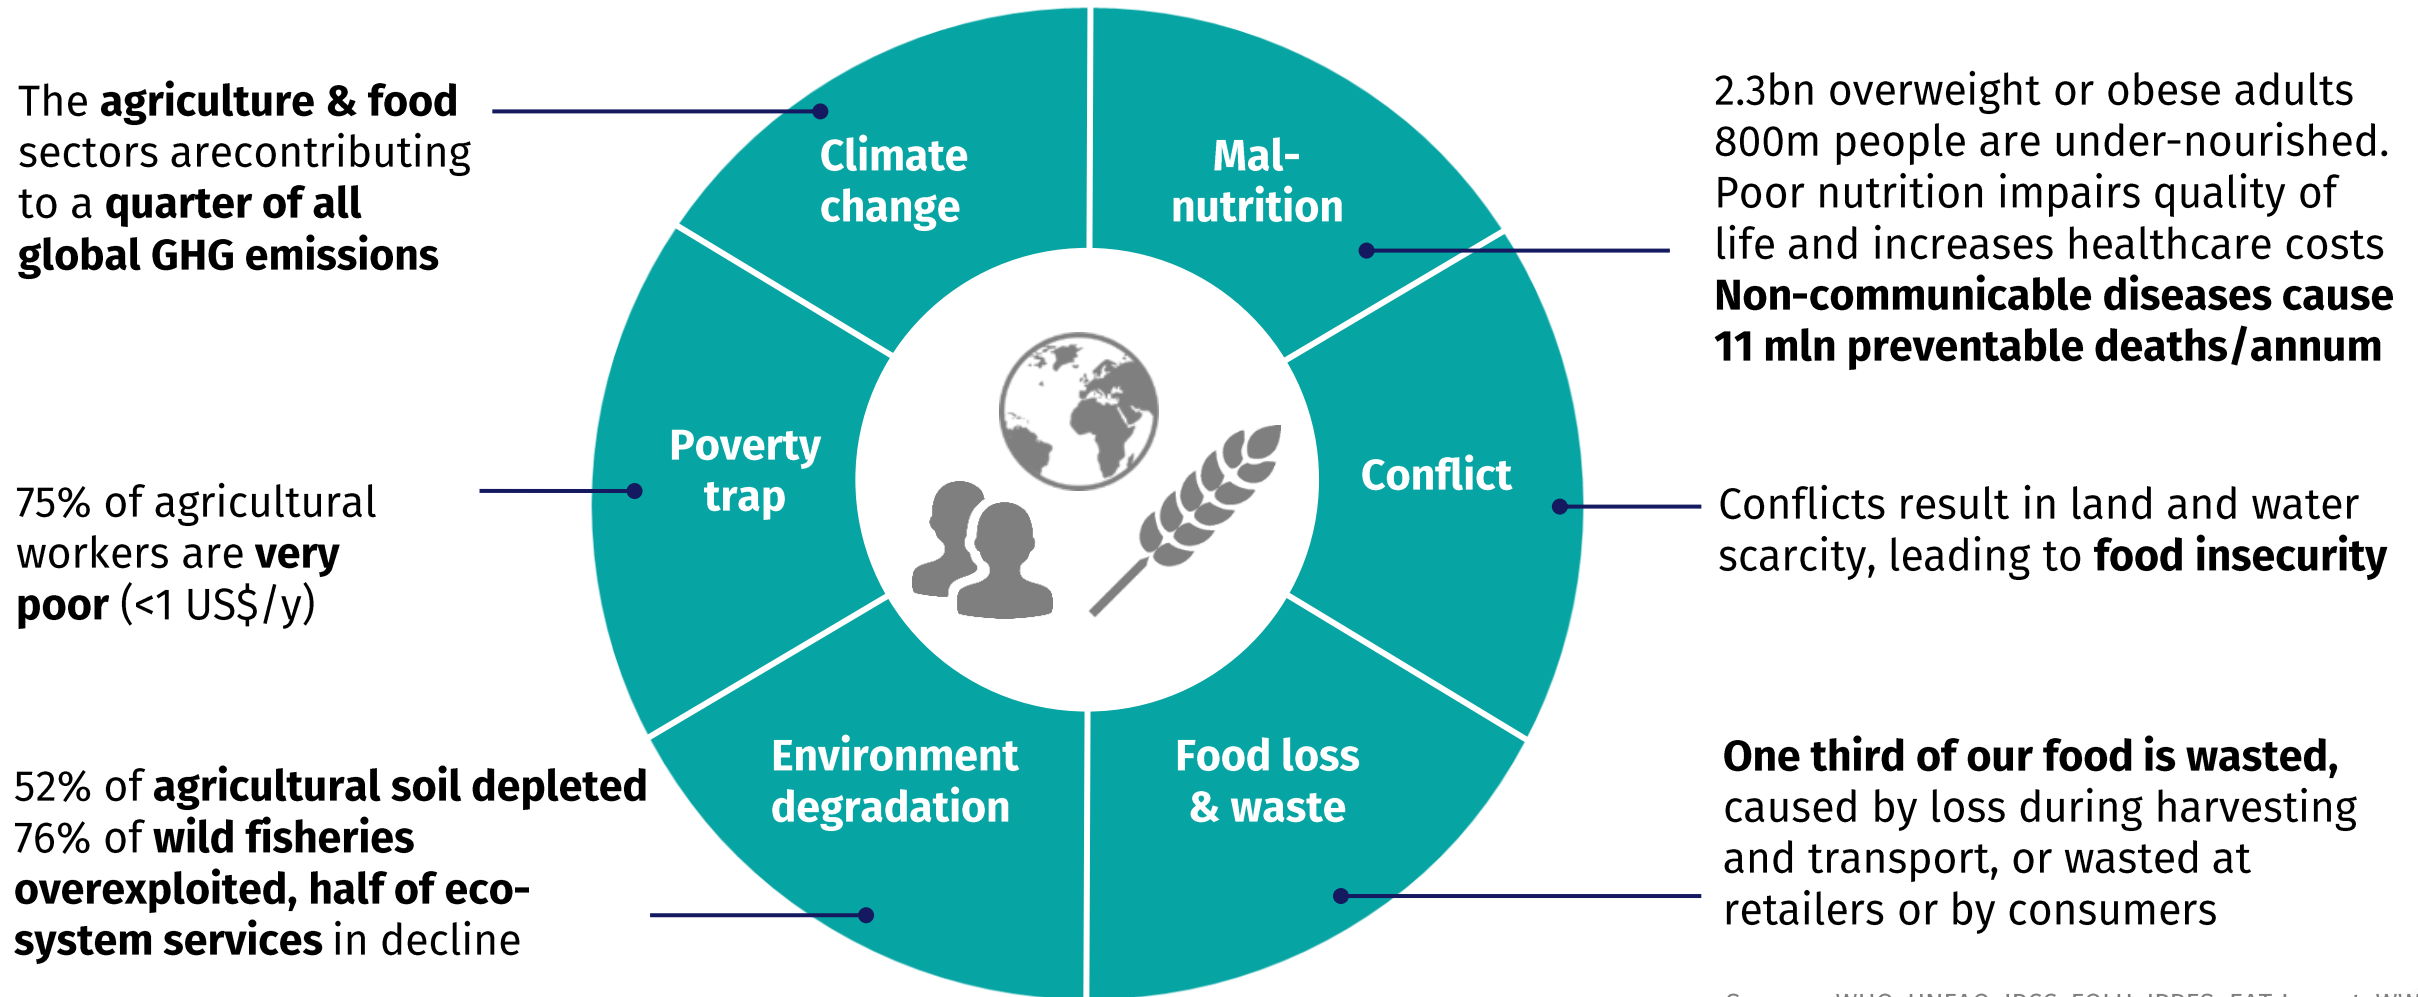 The agriculture & food
sectors arecontributing
to a quarter of all
global GHG emissions
Climate
change
Mal-
nutrition
2.3bn overweight or obese adults
800m people are under-nourished.
Poor nutrition impairs quality of
life and increases healthcare costs
Non-communicable diseases cause
11 mln preventable deaths/annum
75% of agricultural
workers are very
poor (<1 US$/y)
Poverty
trap
Conflict
Conflicts result in land and water
scarcity, leading to food insecurity
52% of agricultural soil depleted
76% of wild fisheries
overexploited, half of eco-
system services in decline
Environment
degradation
Food loss
& waste
One third of our food is wasted,
caused by loss during harvesting
and transport, or wasted at
retailers or by consumers